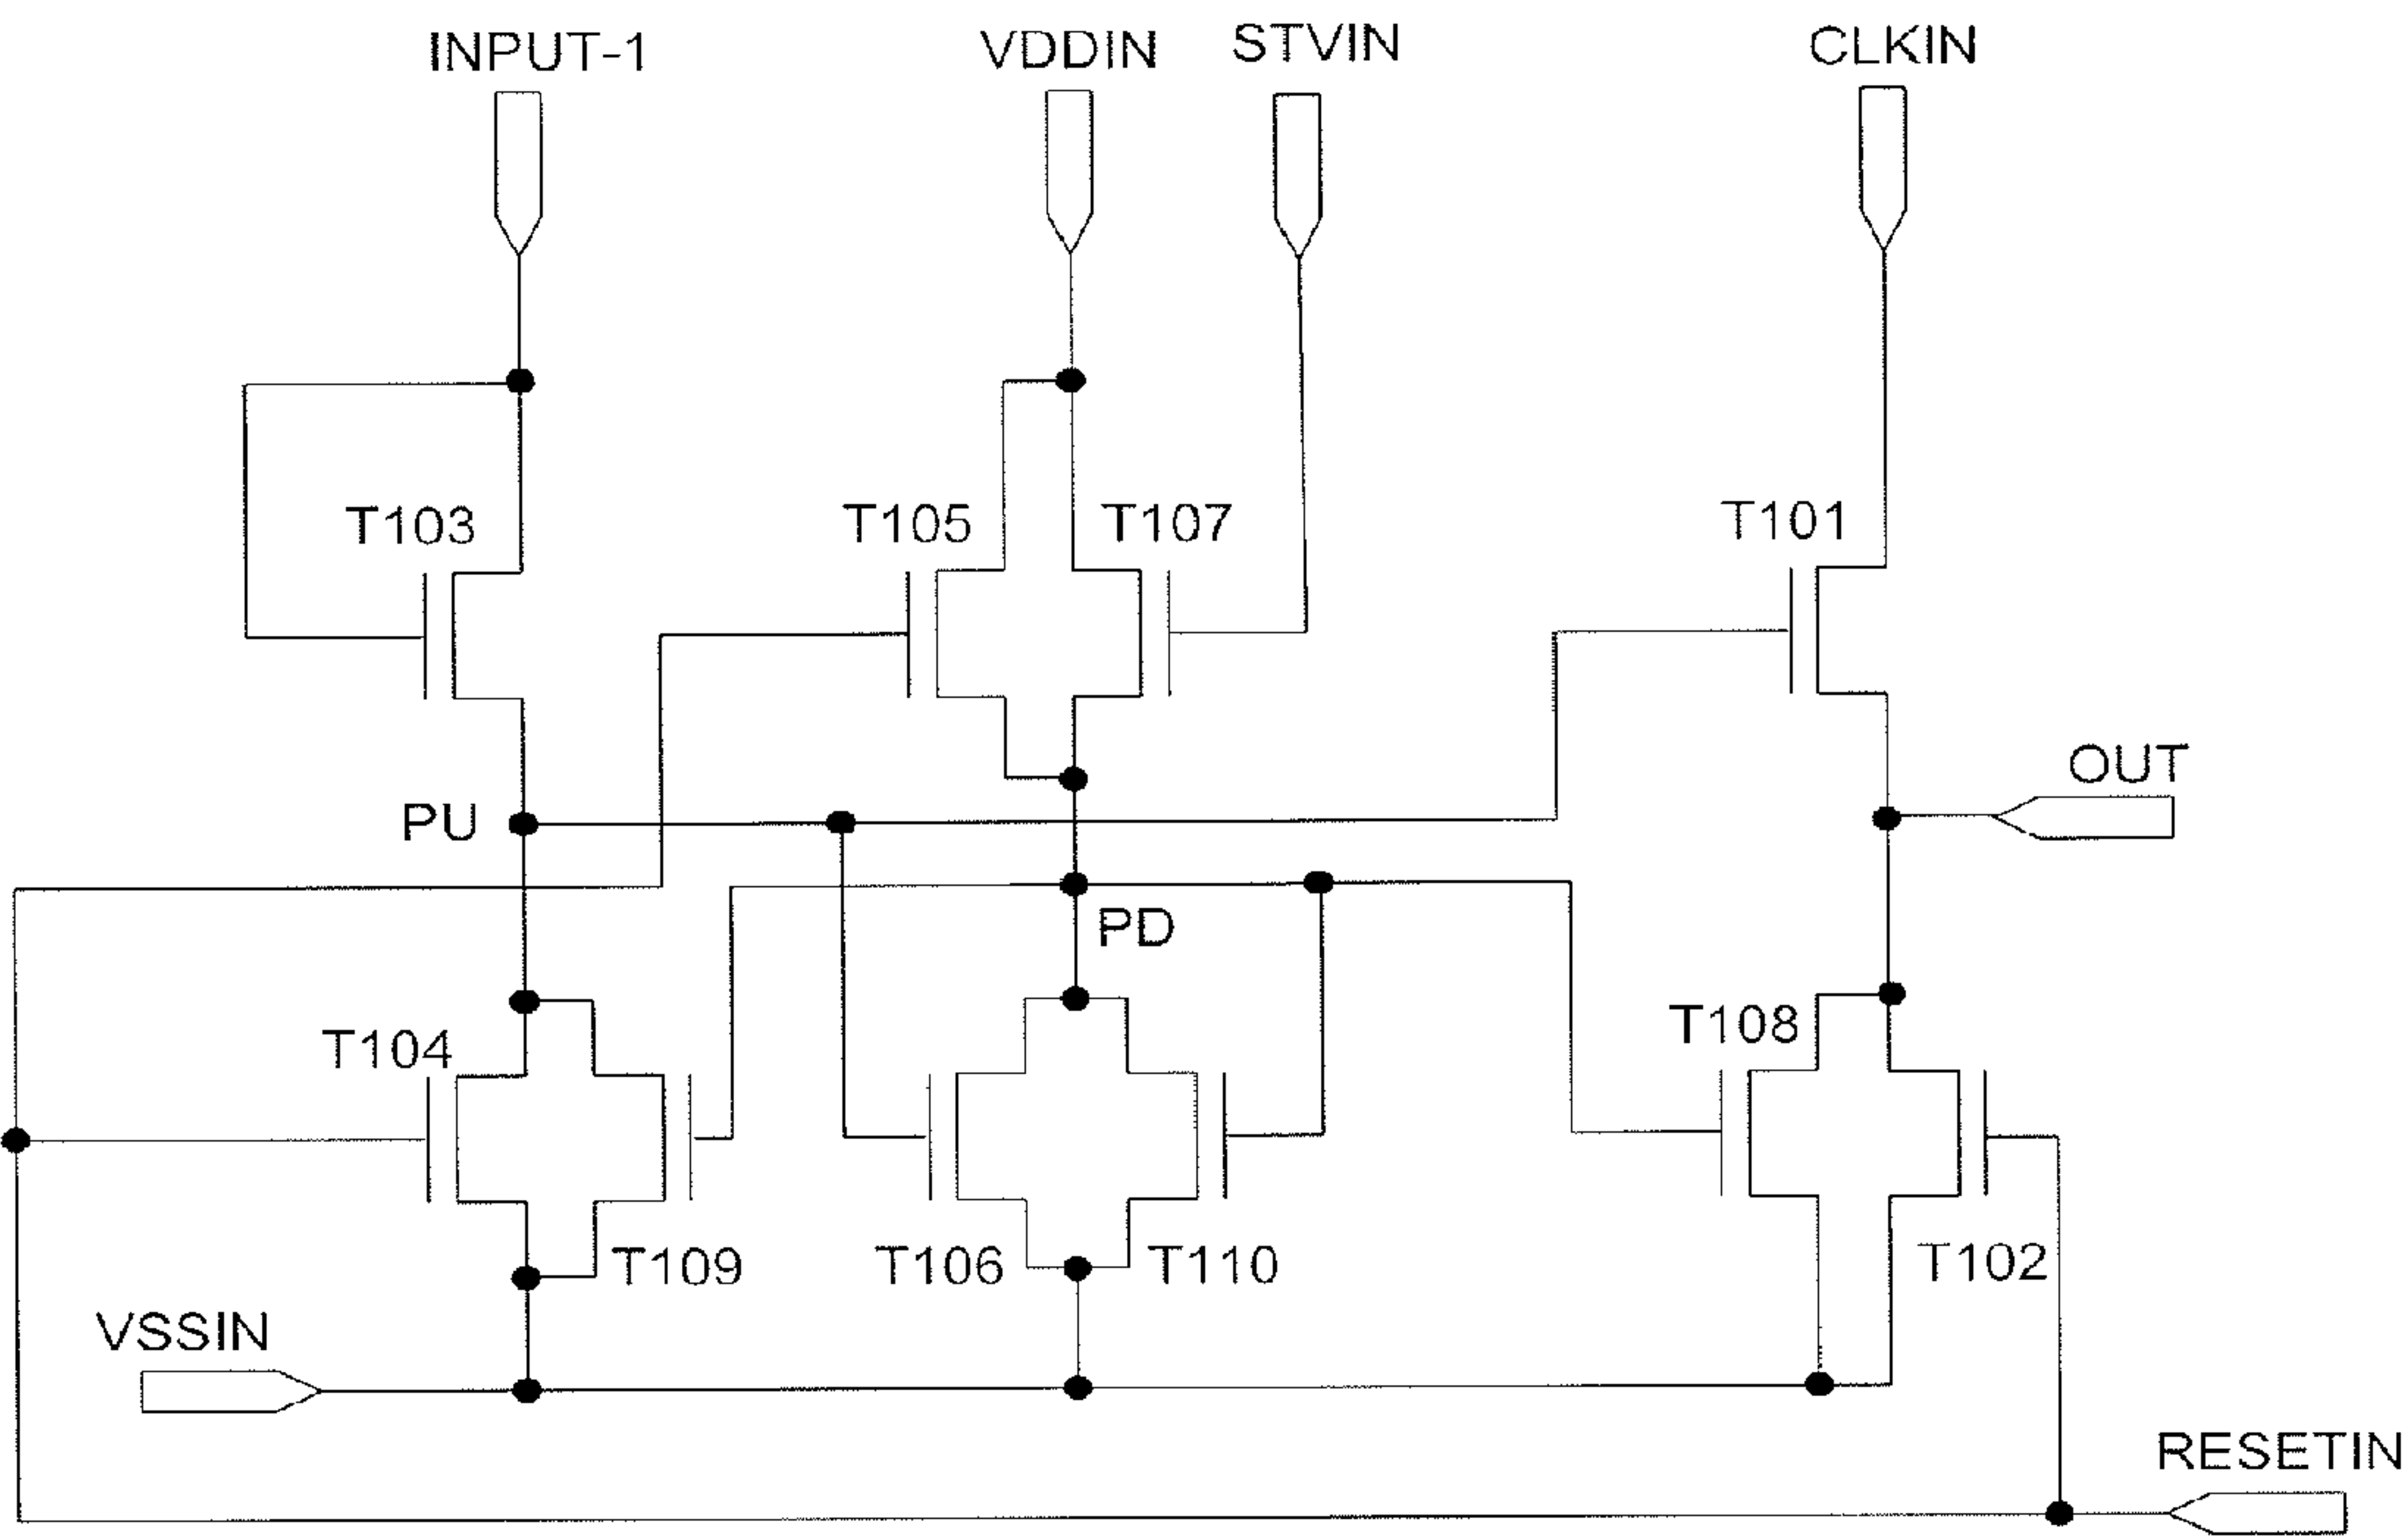 INPUT-1
VDDIN
STVIN
CLKIN
T103
T105
T107
T101
OUT
PU
PD
T104
T108
T109
T106
T110
T102
VSSIN
RESETIN